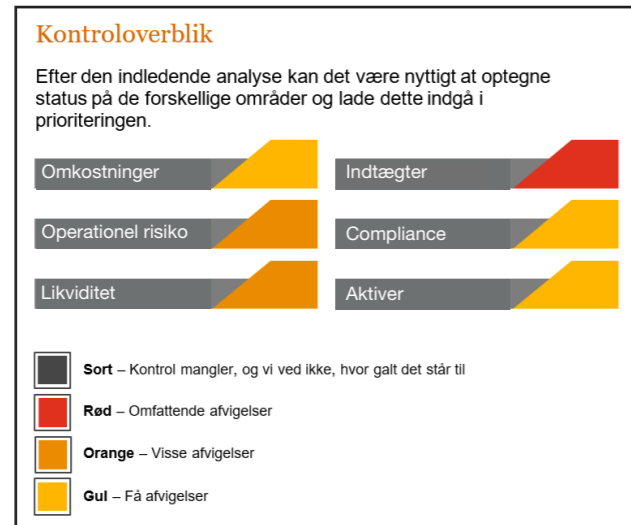 Kontroloverblik
Efter den indledende analyse kan det være nyttigt at optegne
status på de forskellige områder og lade dette indgå i
prioriteringen.
Omkostninger
Indtægter
Operationel risiko
Compliance
Likviditet
Aktiver
Sort – Kontrol mangler, og vi ved ikke, hvor galt det står til
Rød – Omfattende afvigelser
Orange – Visse afvigelser
Gul – Få afvigelser